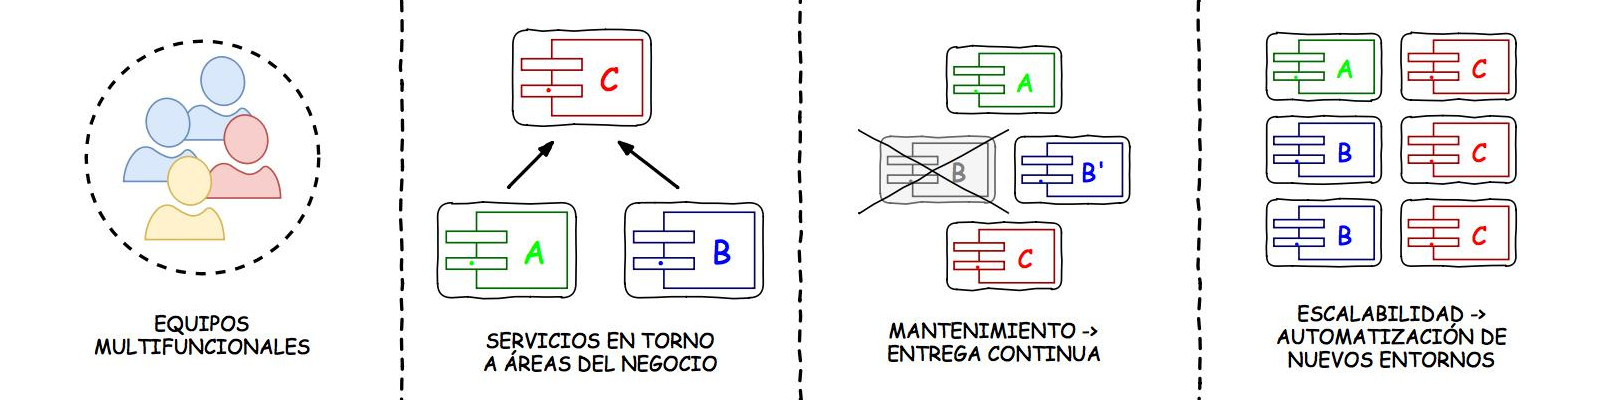 EQUIPOS
MULTIFUNCIONALES
C
A
B
SERVICIOS EN TORNO
A ÁREAS DEL NEGOCIO
A
B
B'
C
MANTENIMIENTO ->
ENTREGA CONTINUA
A
C
B
C
B
C
ESCALABILIDAD ->
AUTOMATIZACIÓN DE
NUEVOS ENTORNOS